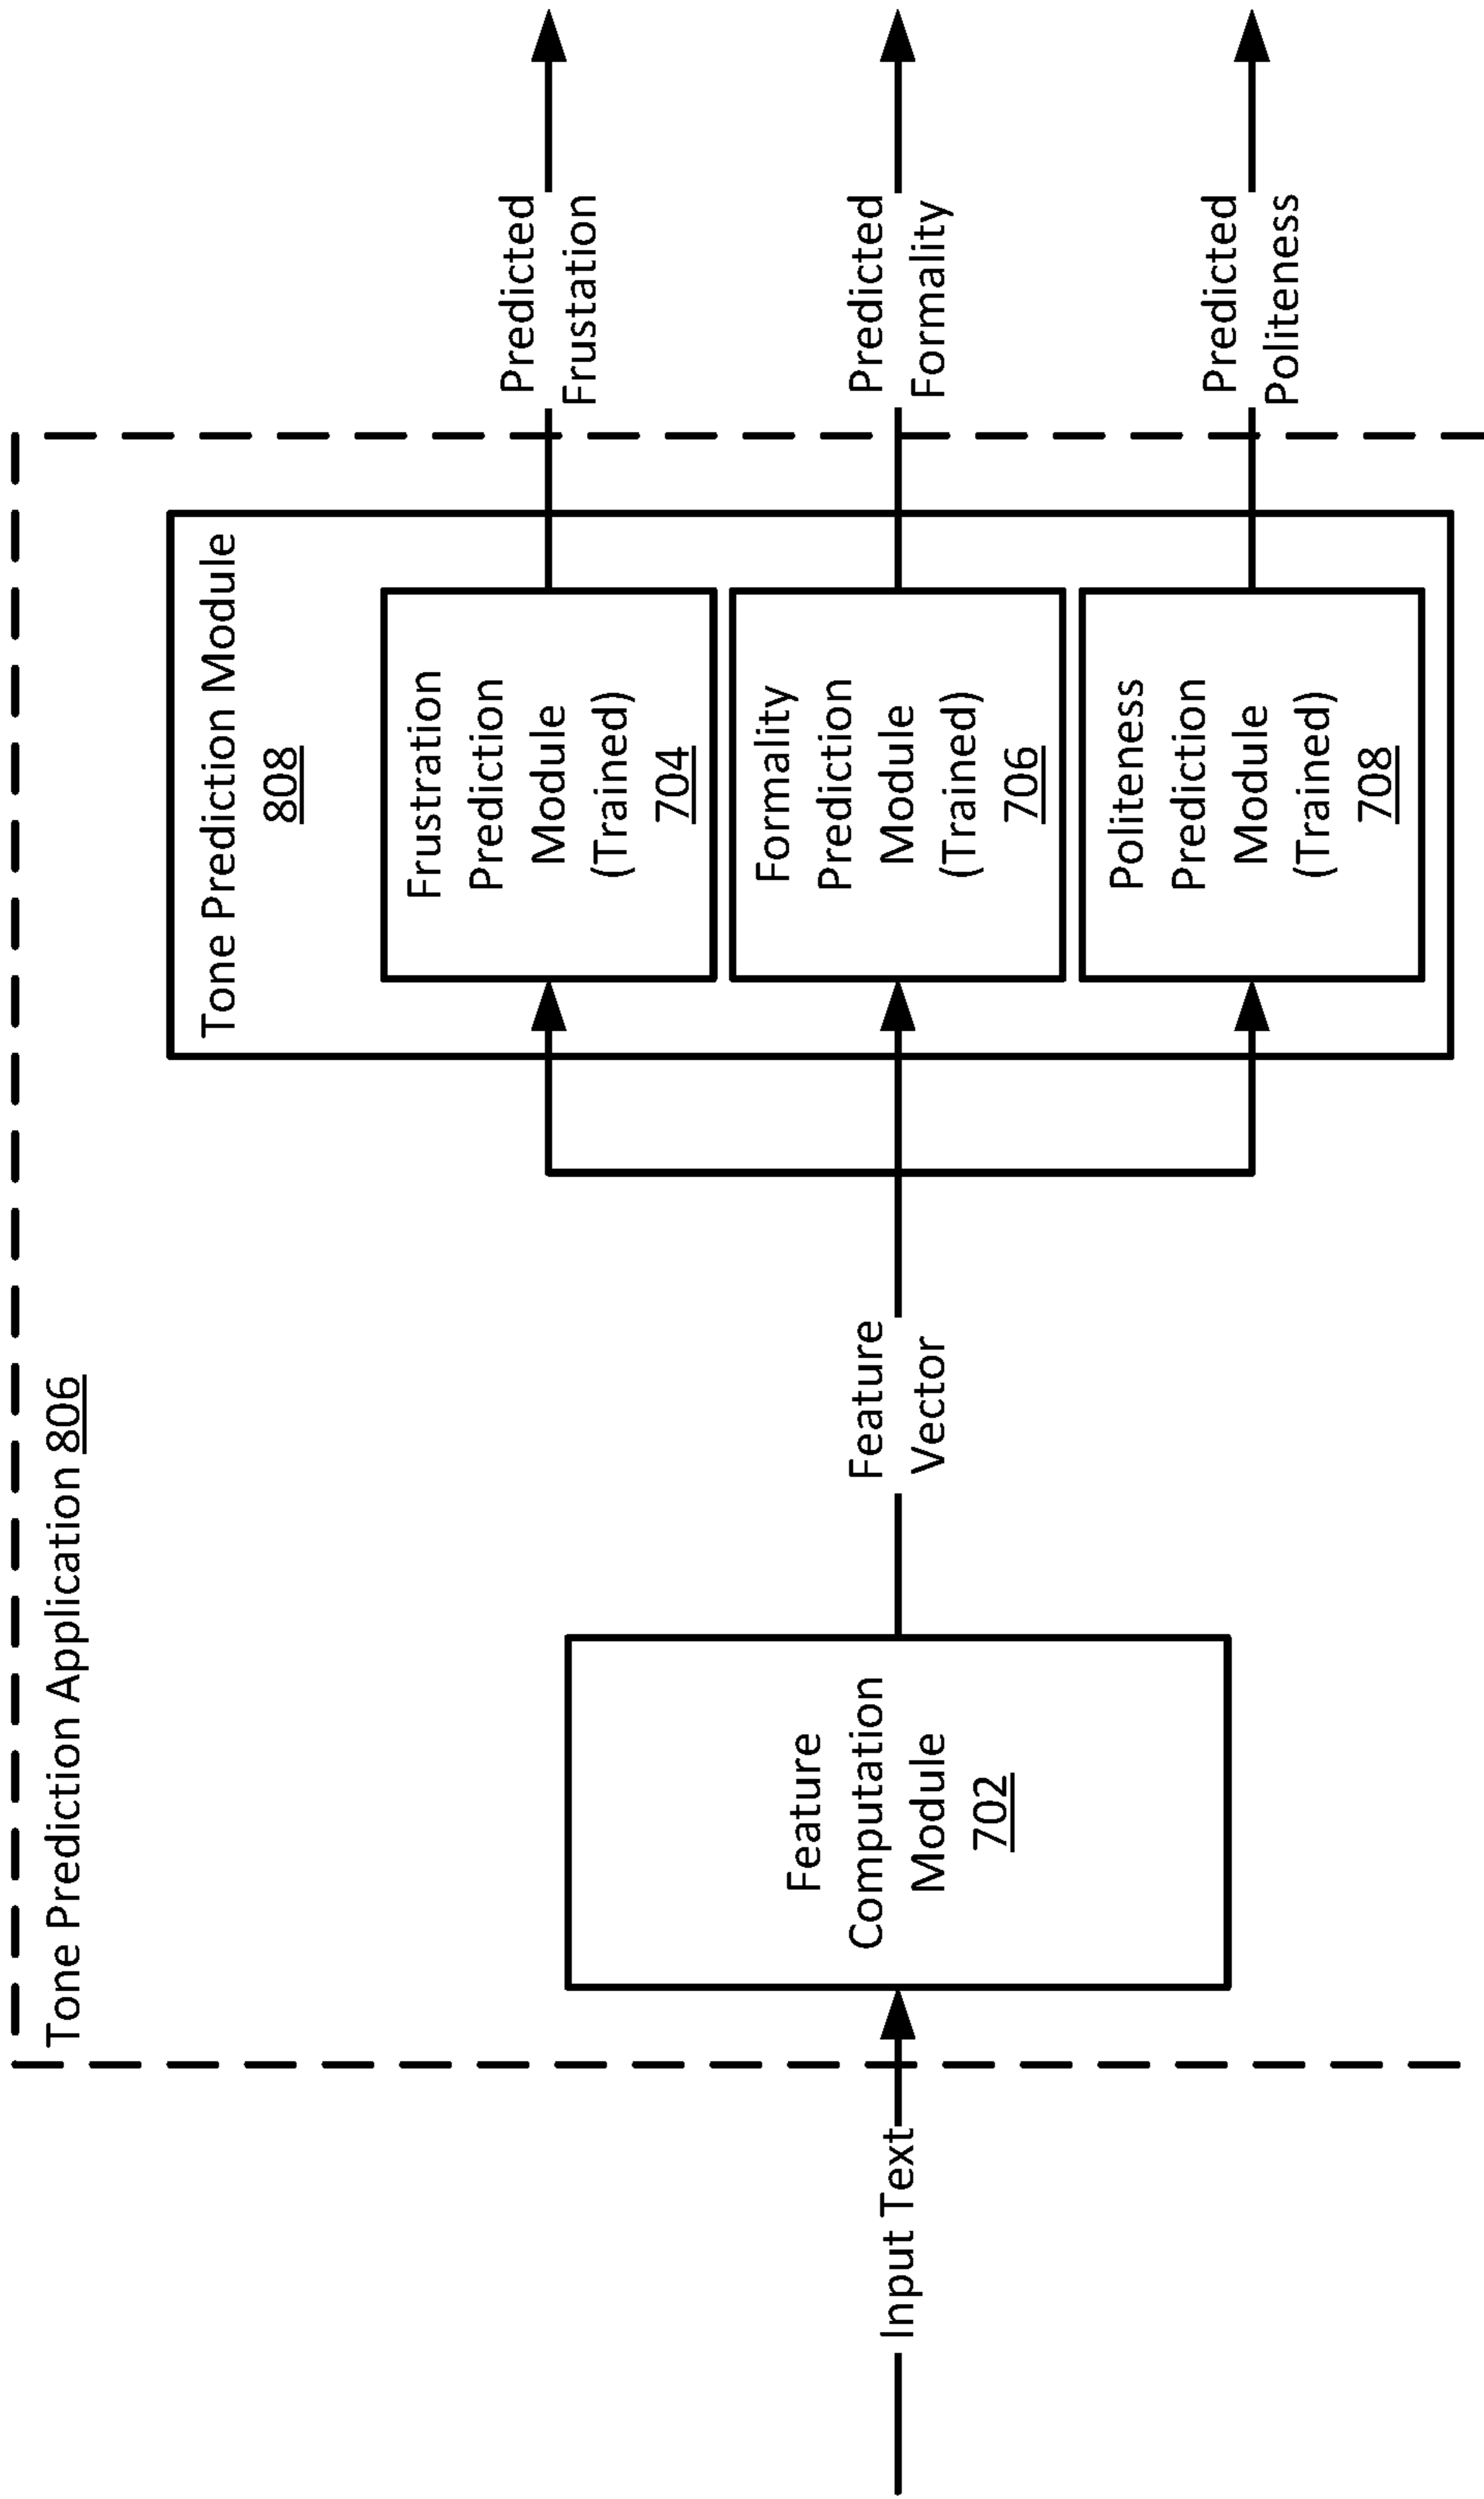 Tone Prediction Application 806
Input Text
Feature
Computation
Module
702
Feature
Vector
Tone Prediction Module
808
Frustration
Prediction
Module
(Trained)
704
Formality
Prediction
Module
(Trained)
706
Politeness
Prediction
Module
(Trained)
708
Predicted
Frustation
Predicted
Formality
Predicted
Politeness